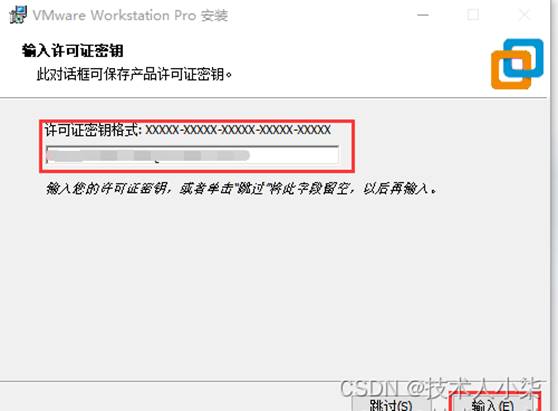 VMware Workstation Pro 安装
输入许可证密钥
此对话框可保存产品许可证密钥。
许可证密钥格式: XXXXX-XXXXX-XXXXX-XXXXX-XXXXX
输入您的许可证密钥，或者单击"跳过"将此字段留空，以后再输入。
跳过(S)
输入(E)
CSDN @技术人小柒